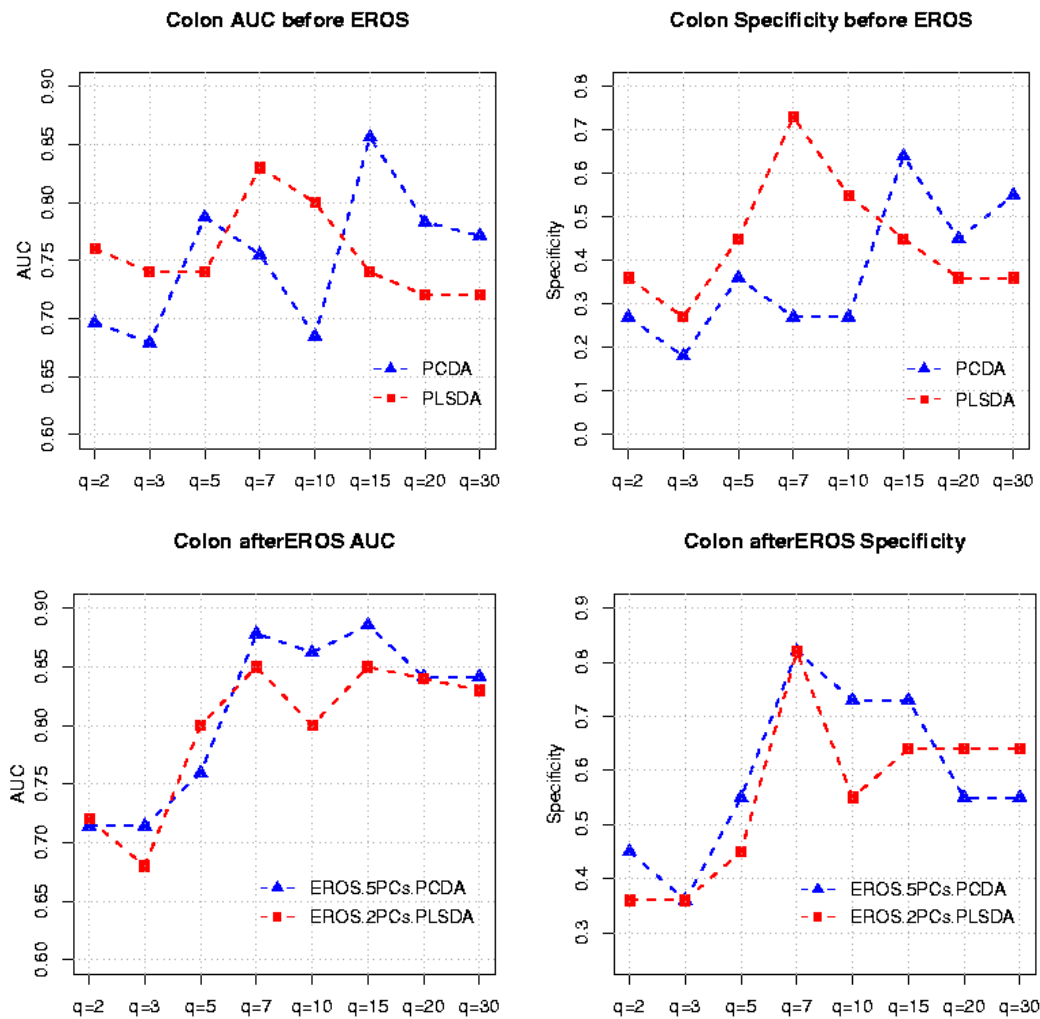 Colon AUC before EROS
AUC
0.90
0.85
0.80
0.75
0.70
0.65
0.60
PCDA
PLSDA
q=2 q=3 q=5 q=7 q=10 q=15 q=20 q=30
Colon Specificity before EROS
Specificity
0.8
0.7
0.6
0.5
0.4
0.3
0.2
0.1
0.0
PCDA
PLSDA
q=2 q=3 q=5 q=7 q=10 q=15 q=20 q=30
Colon afterEROS AUC
AUC
0.90
0.85
0.80
0.75
0.70
0.65
0.60
EROS.5PCs.PCDA
EROS.2PCs.PLSDA
q=2 q=3 q=5 q=7 q=10 q=15 q=20 q=30
Colon afterEROS Specificity
Specificity
0.9
0.8
0.7
0.6
0.5
0.4
0.3
EROS.5PCs.PCDA
EROS.2PCs.PLSDA
q=2 q=3 q=5 q=7 q=10 q=15 q=20 q=30